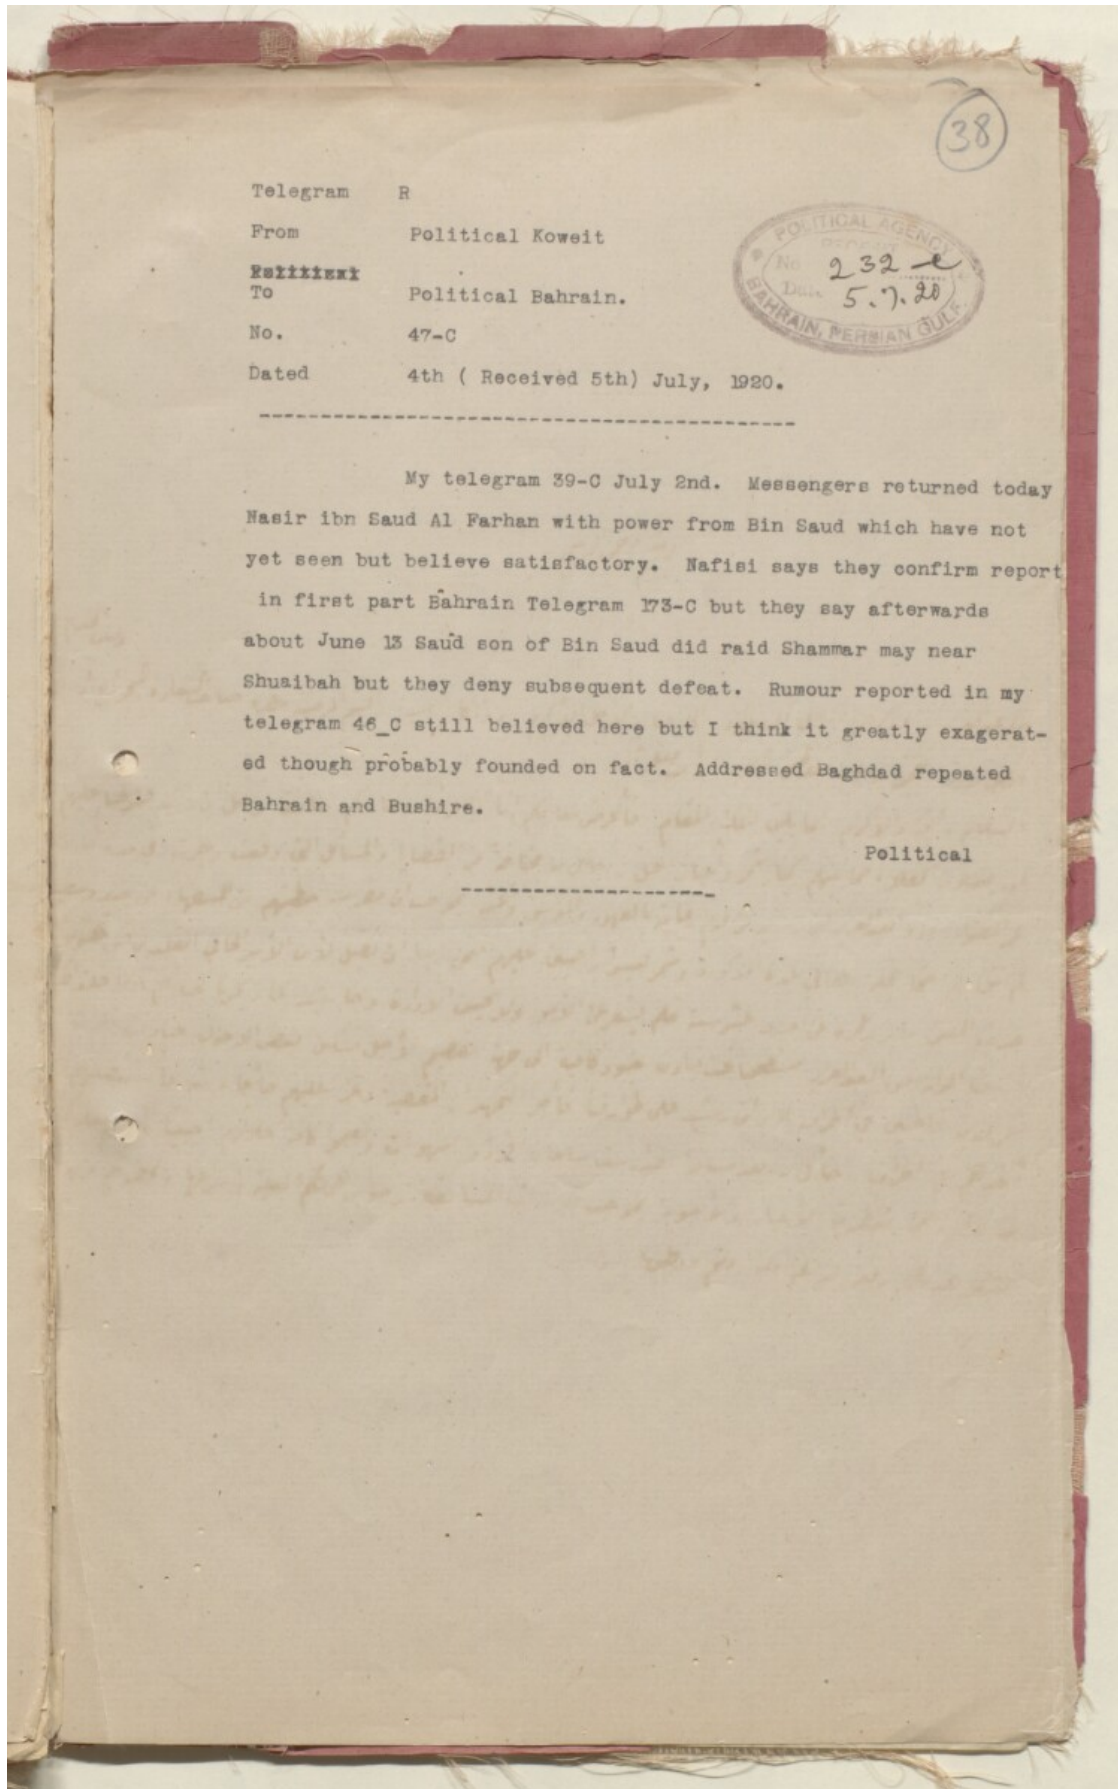 38
Telegram R
From Political Koweit
POLITICAL AGENCY
RECEIPT
No 232-C
Date 5.7.20
BAHRAIN, PERSIAN GULF.
Political
To Political Bahrain.
No. 47-C
Dated 4th ( Received 5th) July, 1920.
My telegram 39-C July 2nd. Messengers returned today
Nasir ibn Saud Al Farhan with power from Bin Saud which have not
yet seen but believe satisfactory. Nafisi says they confirm report
in first part Bahrain Telegram 173-C but they say afterwards
about June 13 Saud son of Bin Saud did raid Shammar may near
Shuaibah but they deny subsequent defeat. Rumour reported in my
telegram 46_C still believed here but I think it greatly exagerat-
ed though probably founded on fact. Addressed Baghdad repeated
Bahrain and Bushire.
Political